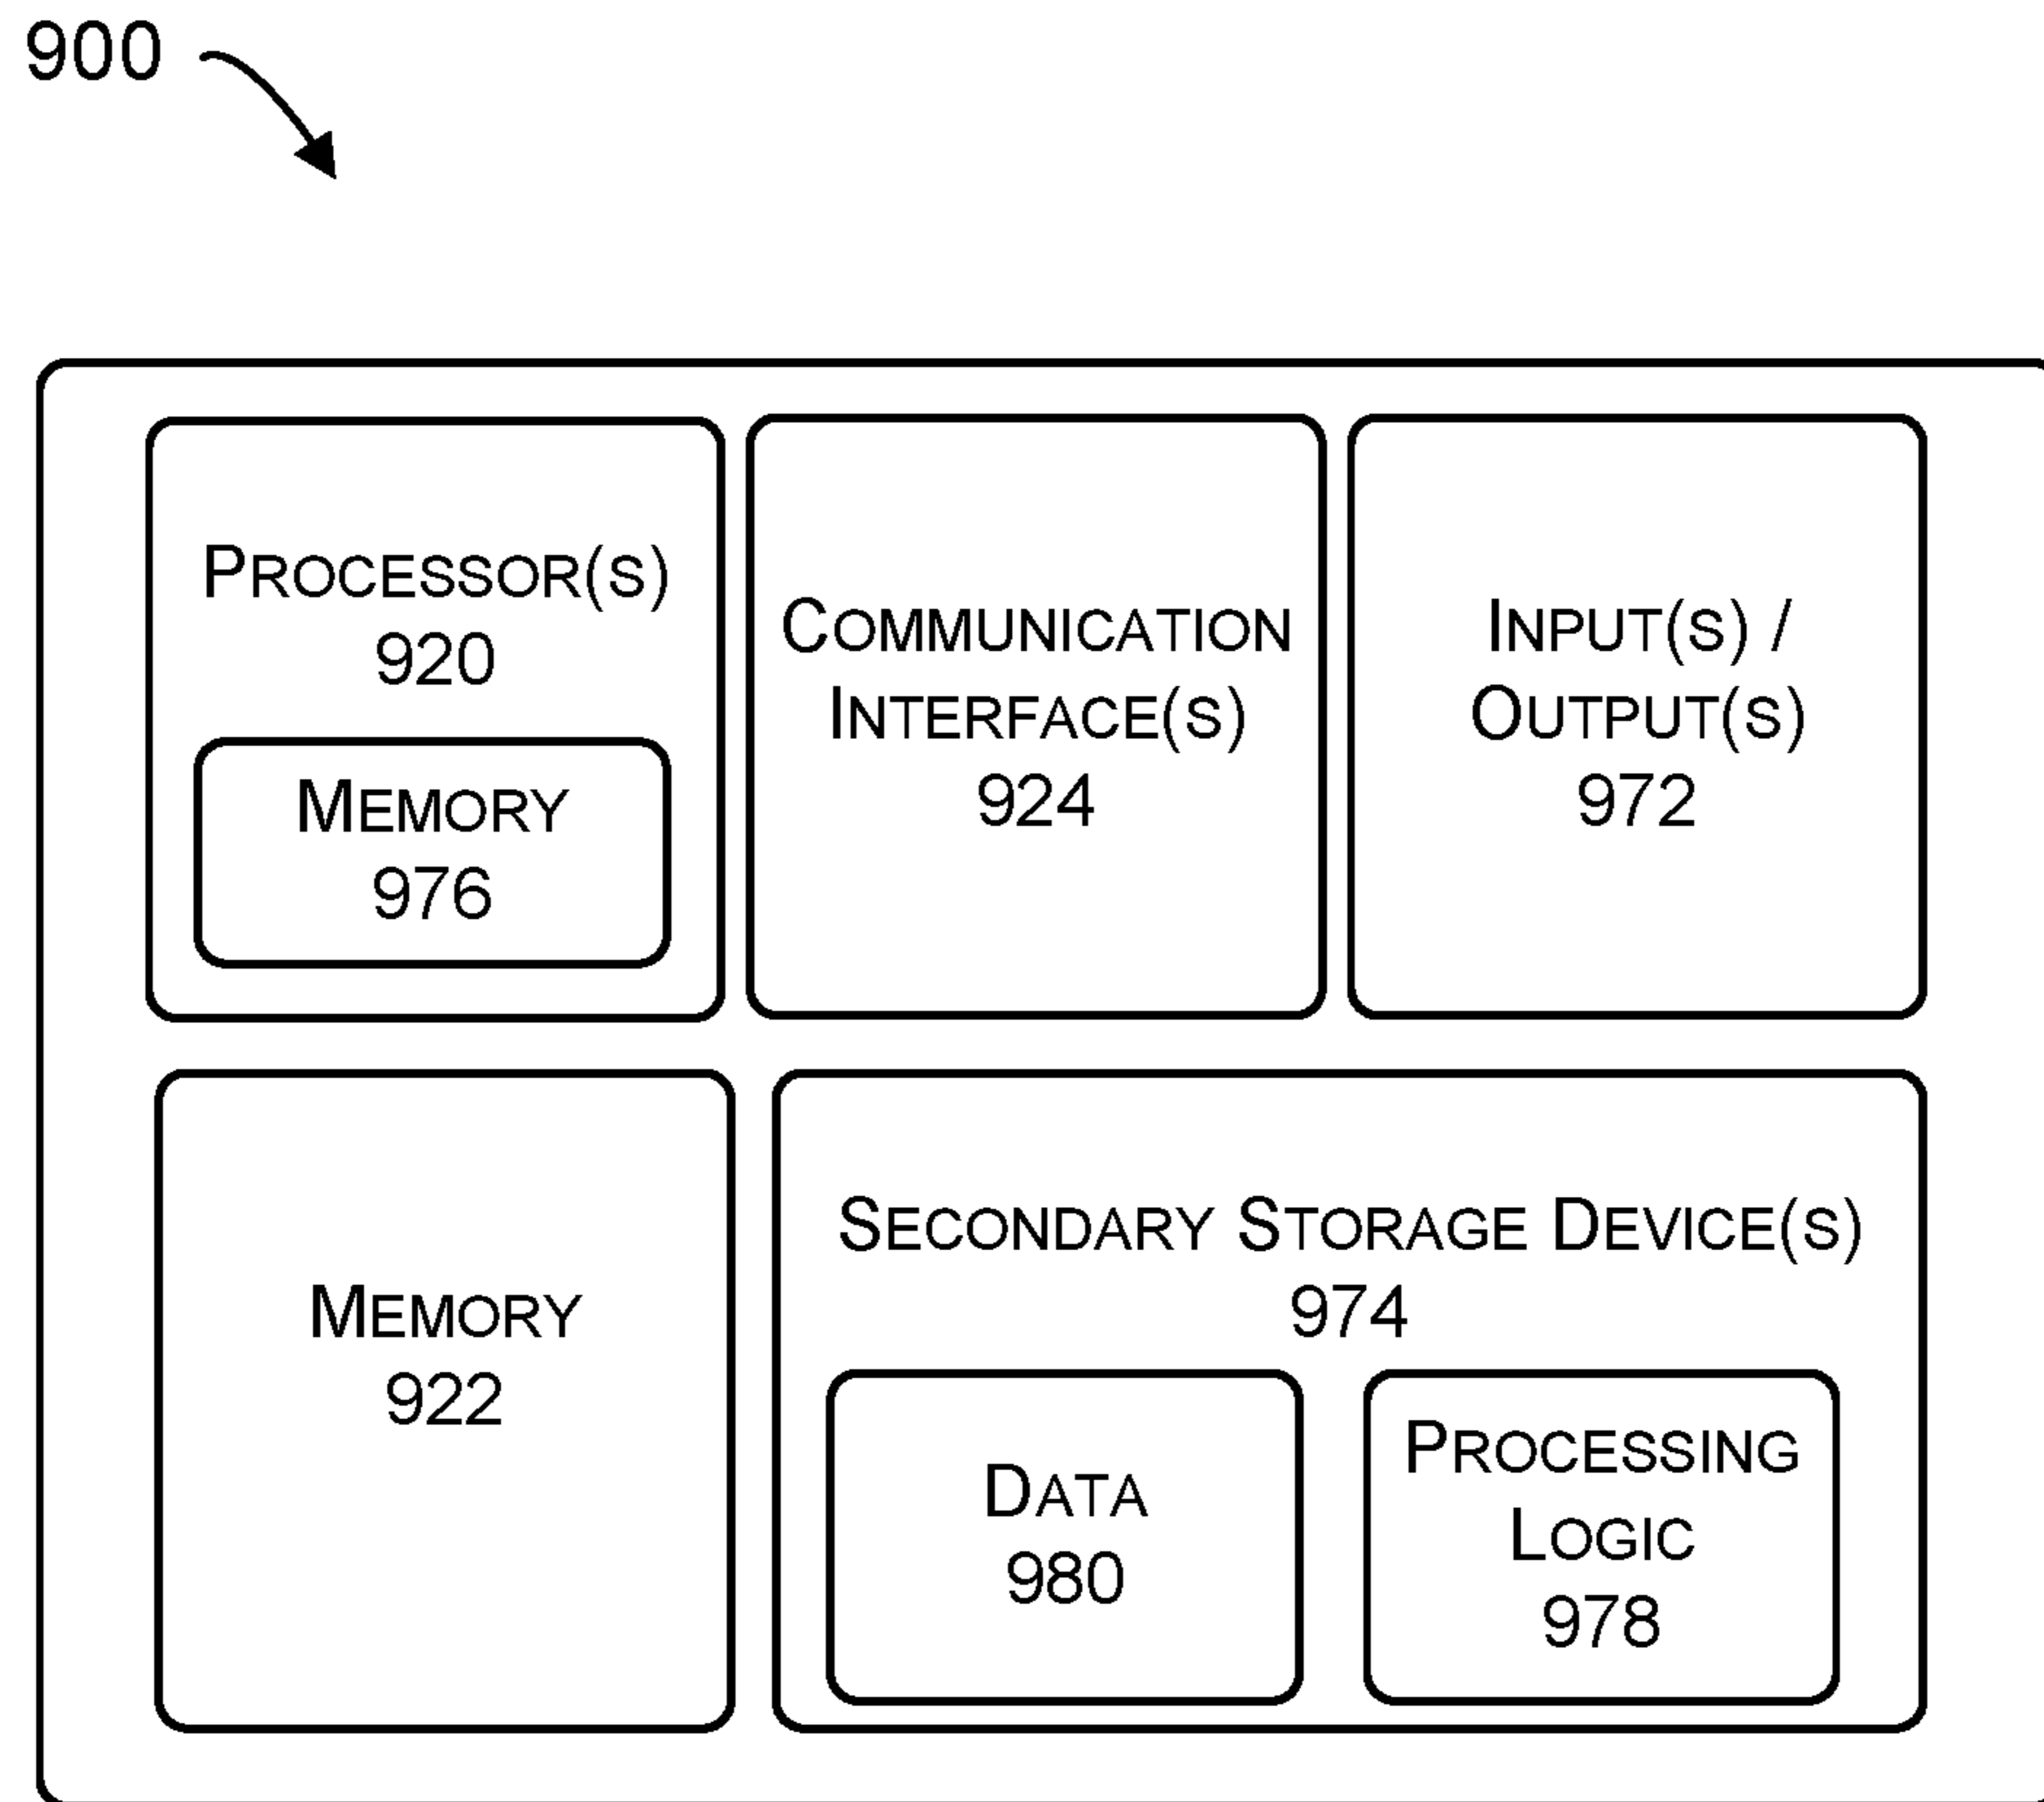 900
PROCESSOR(S)
920
MEMORY
976
COMMUNICATION
INTERFACE(S)
924
INPUT(S) /
OUTPUT(S)
972
MEMORY
922
SECONDARY STORAGE DEVICE(S)
974
DATA
980
PROCESSING
LOGIC
978